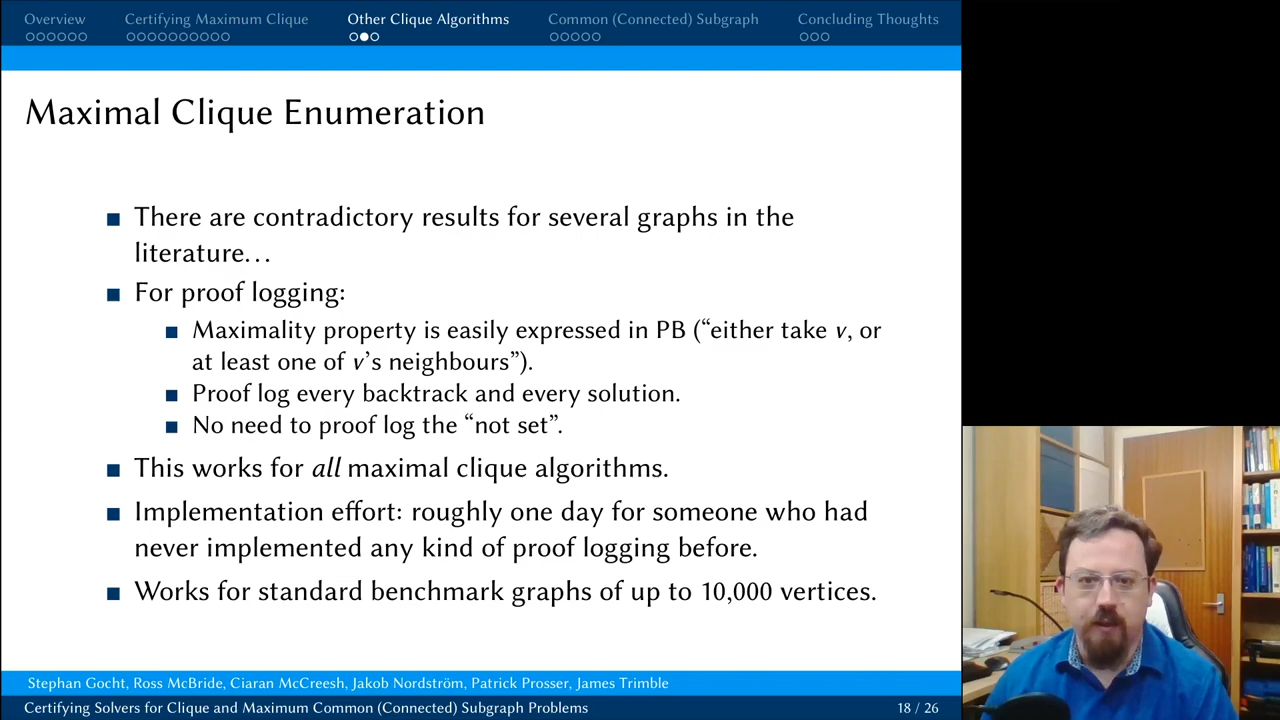 Overview Certifying Maximum Clique Other Clique Algorithms Common (Connected) Subgraph Concluding Thoughts
Maximal Clique Enumeration
There are contradictory results for several graphs in the
literature…
For proof logging:
Maximality property is easily expressed in PB (“either take v, or
at least one of v’s neighbours”).
Proof log every backtrack and every solution.
No need to proof log the “not set”.
This works for all maximal clique algorithms.
Implementation effort: roughly one day for someone who had
never implemented any kind of proof logging before.
Works for standard benchmark graphs of up to 10,000 vertices.
Stephan Gocht, Ross McBride, Ciaran McCreesh, Jakob Nordström, Patrick Prosser, James Trimble
Certifying Solvers for Clique and Maximum Common (Connected) Subgraph Problems 18 / 26